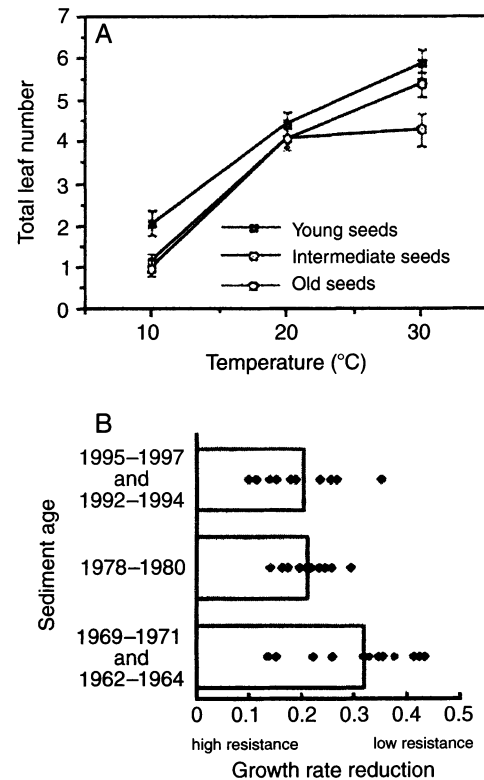 A
7
6
5
4
3
2
1
0
Total leaf number
Young seeds
Intermediate seeds
Old seeds
10 20 30
Temperature (°C)
B
Sediment age
1995–1997
and
1992–1994
1978–1980
1969–1971
and
1962–1964
0 0.1 0.2 0.3 0.4 0.5
high resistance low resistance
Growth rate reduction